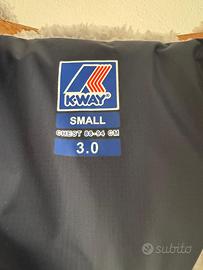 K-WAY®
SMALL
CHEST 88-94 CM
3.0
subito